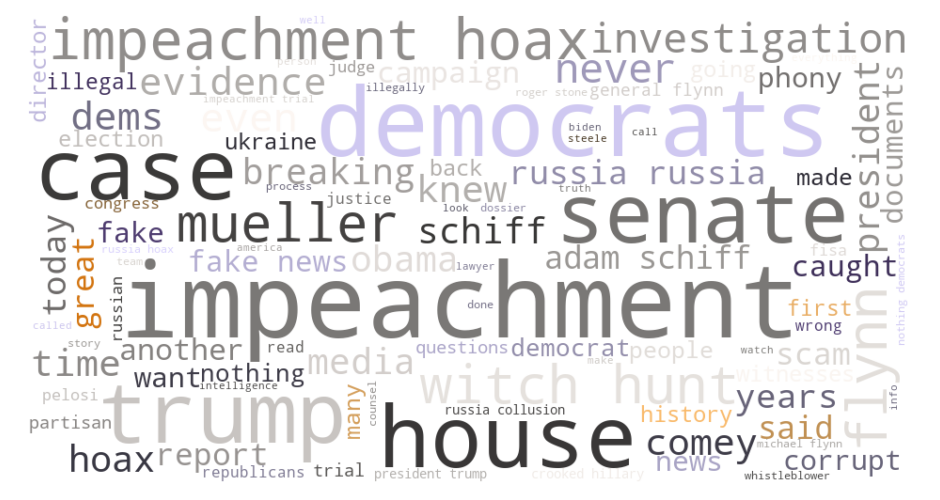 well
director
impeachment hoax
investigation
person
judge
campaign
never
going
everything
illegal
evidence
illegally
phony
impeachment trial
roger stone
general flynn
president
documents
dems
even
democrats
biden
call
steele
election
ukraine
case
breaking
back
russia russia
made
process
knew
truth
congress
justice
look
dossier
today
fake
mueller
schiff
senate
russia hoax
america
team
fake news
obama
lawyer
adam schiff
fisa
caught
nothing democrats
great
russian
impeachment
done
first
called
wrong
flynn
story
another
read
media
questions
democrat
people
watch
scam
time
make
want
nothing
intelligence
witch hunt
witnesses
pelosi
trump
many
counsel
house
years
info
partisan
russia collusion
history
said
comey
michael flynn
hoax
report
republicans
trial
president trump
crooked hillary
news
corrupt
whistleblower